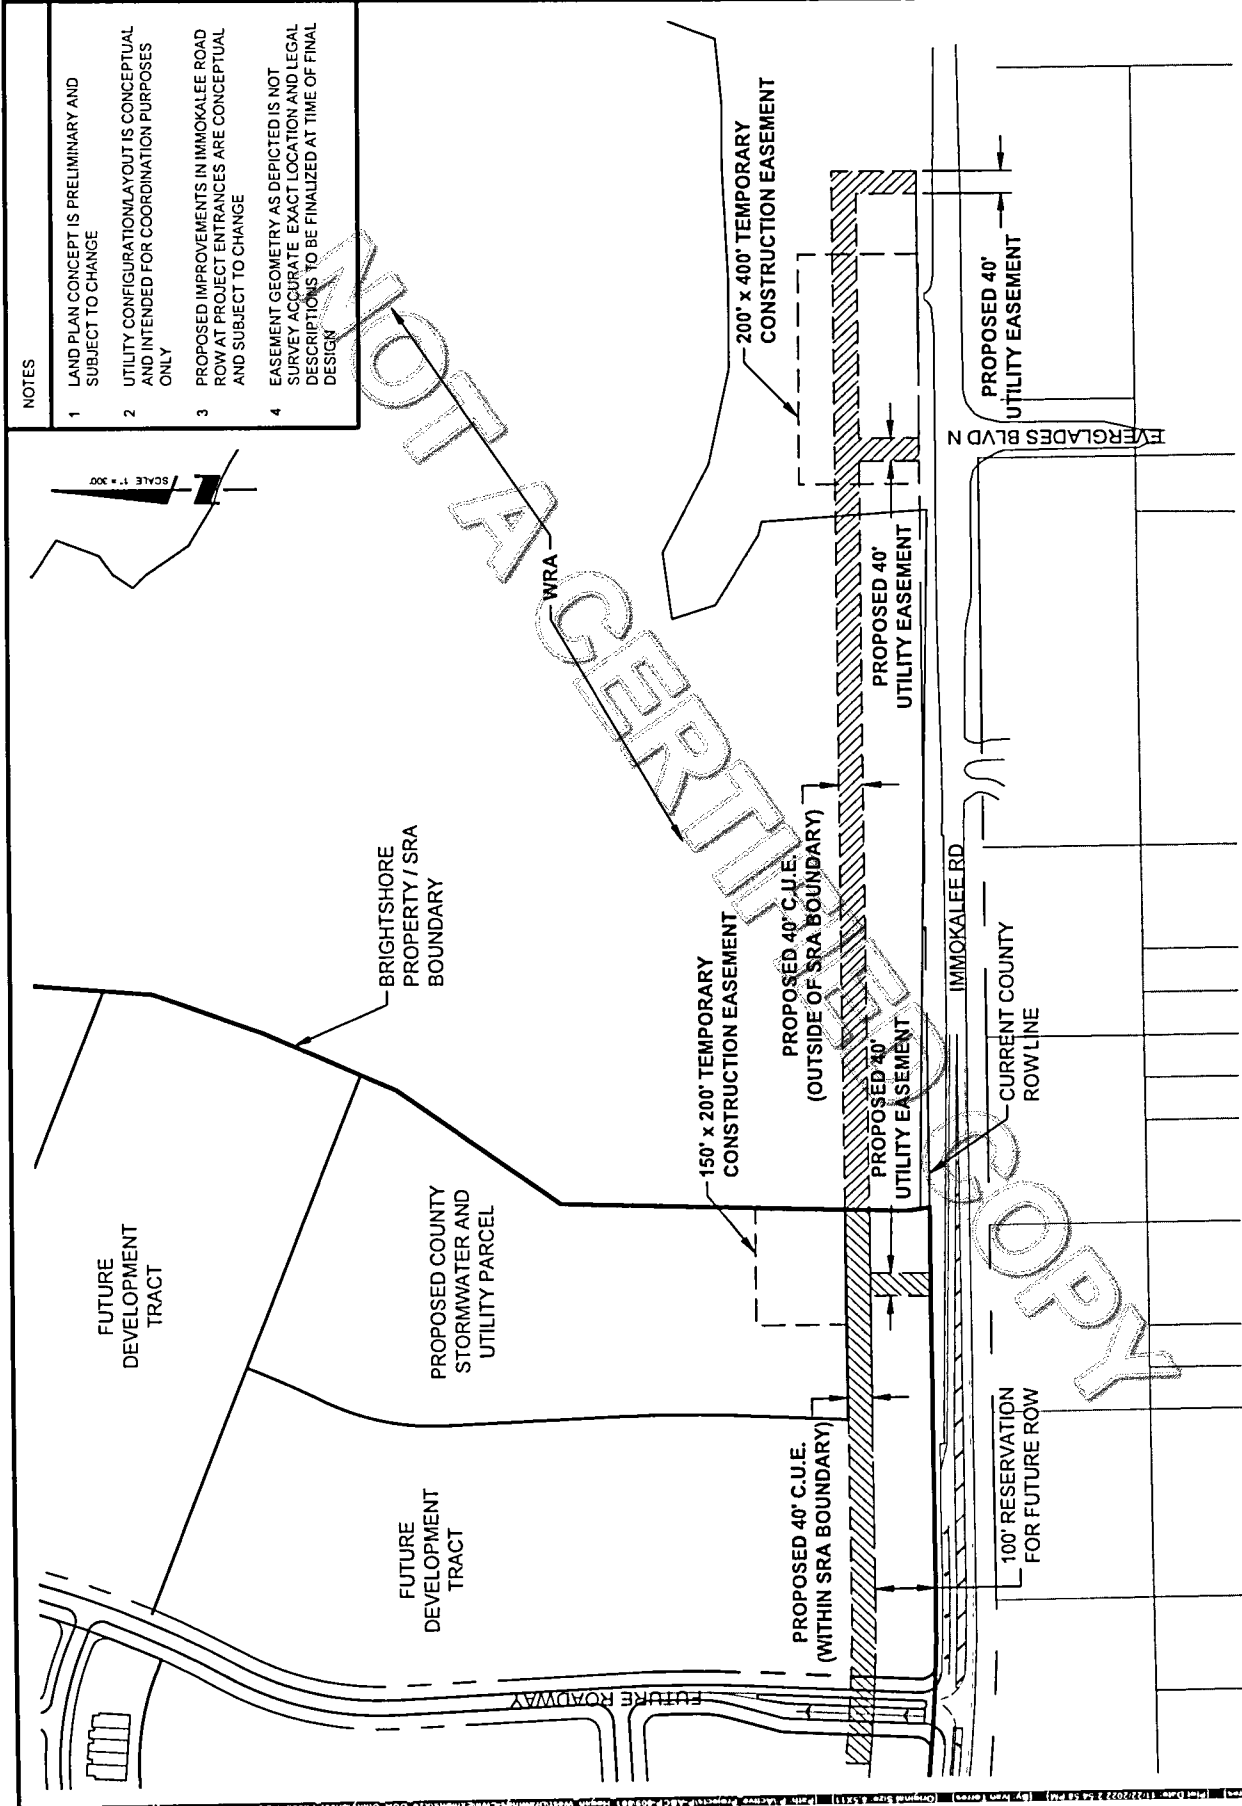 NOTES
1 LAND PLAN CONCEPT IS PRELIMINARY AND
SUBJECT TO CHANGE
2 UTILITY CONFIGURATION/LAYOUT IS CONCEPTUAL
AND INTENDED FOR COORDINATION PURPOSES
ONLY
3 PROPOSED IMPROVEMENTS IN IMMOKALEE ROAD
ROW AT PROJECT ENTRANCES ARE CONCEPTUAL
AND SUBJECT TO CHANGE
4 EASEMENT GEOMETRY AS DEPICTED IS NOT
SURVEY ACCURATE EXACT LOCATION AND LEGAL
DESCRIPTIONS TO BE FINALIZED AT TIME OF FINAL
DESIGN
SCALE 1" = 300'
N
FUTURE
DEVELOPMENT
TRACT
BRIGHTSHORE
PROPERTY / SRA
BOUNDARY
PROPOSED COUNTY
STORMWATER AND
UTILITY PARCEL
FUTURE
DEVELOPMENT
TRACT
FUTURE ROADWAY
WRA
150' x 200' TEMPORARY
CONSTRUCTION EASEMENT
200' x 400' TEMPORARY
CONSTRUCTION EASEMENT
PROPOSED 40' C.U.E.
(WITHIN SRA BOUNDARY)
PROPOSED 40' C.U.E.
(OUTSIDE OF SRA BOUNDARY)
PROPOSED 40'
UTILITY EASEMENT
PROPOSED 40'
UTILITY EASEMENT
PROPOSED 40'
UTILITY EASEMENT
IMMOKALEE RD
EVERGLADES BLVD N
CURRENT COUNTY
ROW LINE
100' RESERVATION
FOR FUTURE ROW
NOT A CERTIFIED COPY